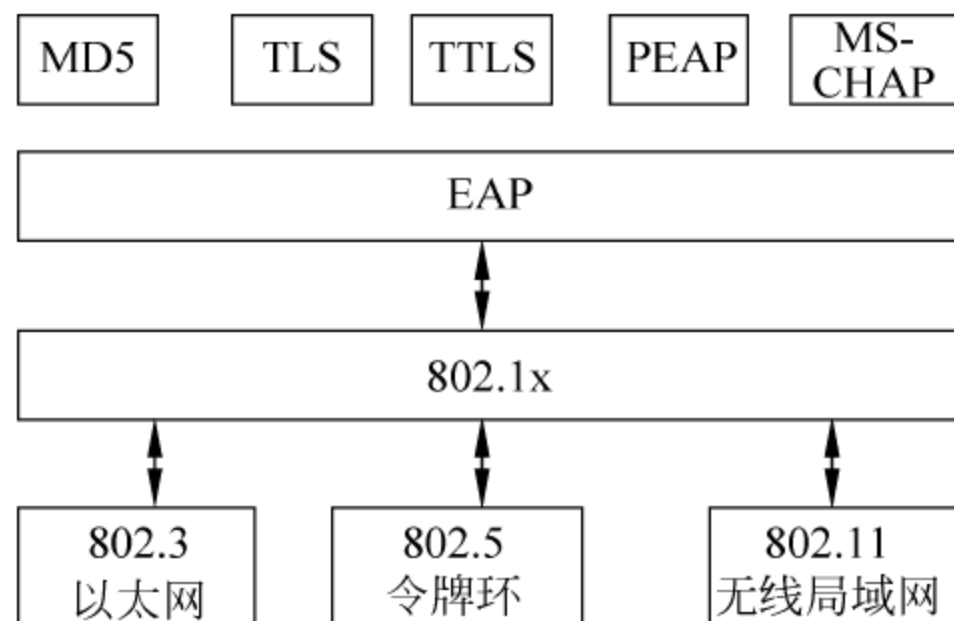 MD5
TLS
TTLS
PEAP
MS-
CHAP
EAP
802.1x
802.3
以太网
802.5
令牌环
802.11
无线局域网